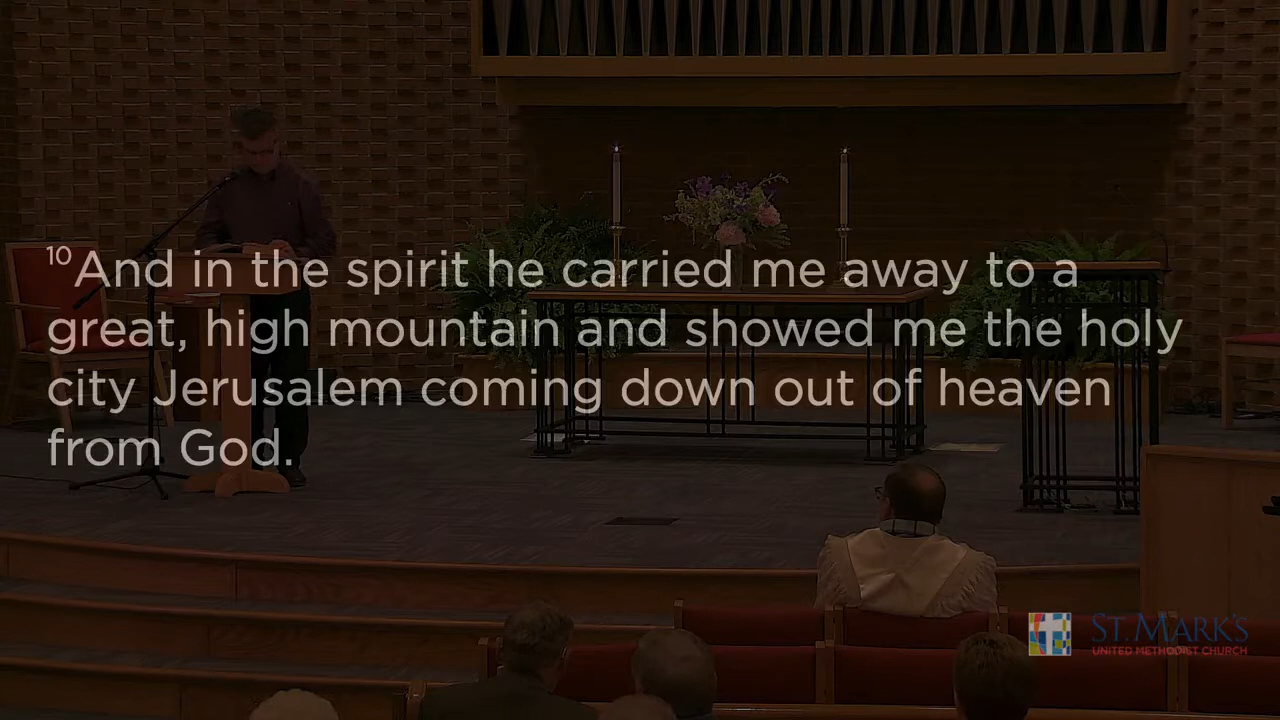 10And in the spirit he carried me away to a
great, high mountain and showed me the holy
city Jerusalem coming down out of heaven
from God.
ST. MARK'S
UNITED METHODIST CHURCH